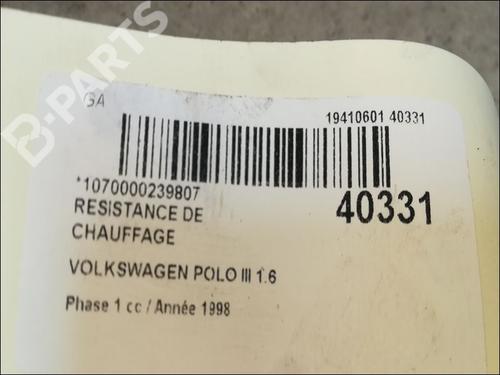 B-PARTS
GA
19410601 40331
*1070000239807
40331
RESISTANCE DE
CHAUFFAGE
VOLKSWAGEN POLO III 1.6
Phase 1 cc / Année 1998